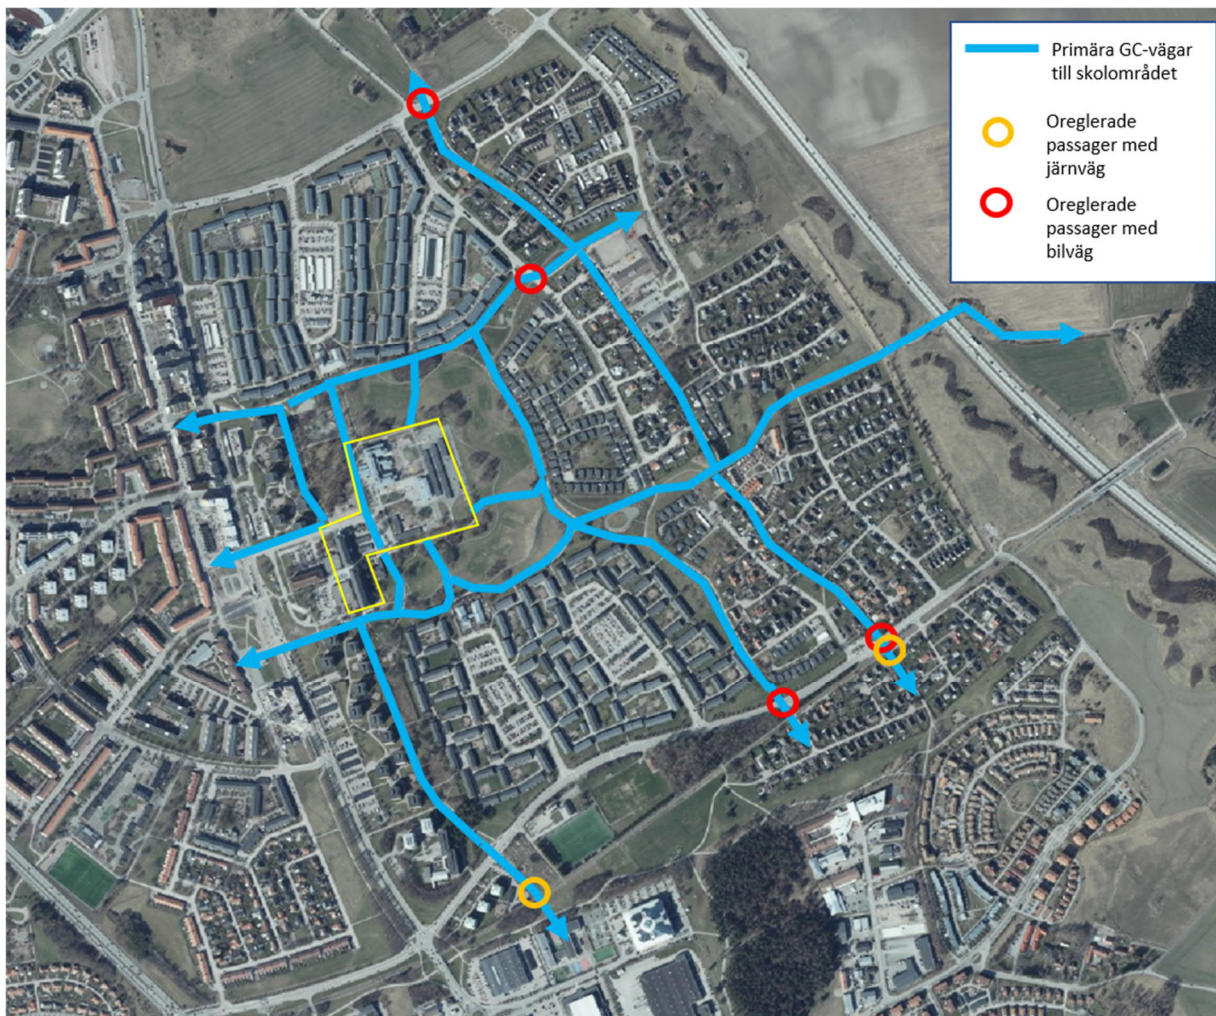 Primära GC-vägar
till skolområdet
Oreglerade
passager med
järnväg
Oreglerade
passager med
bilväg